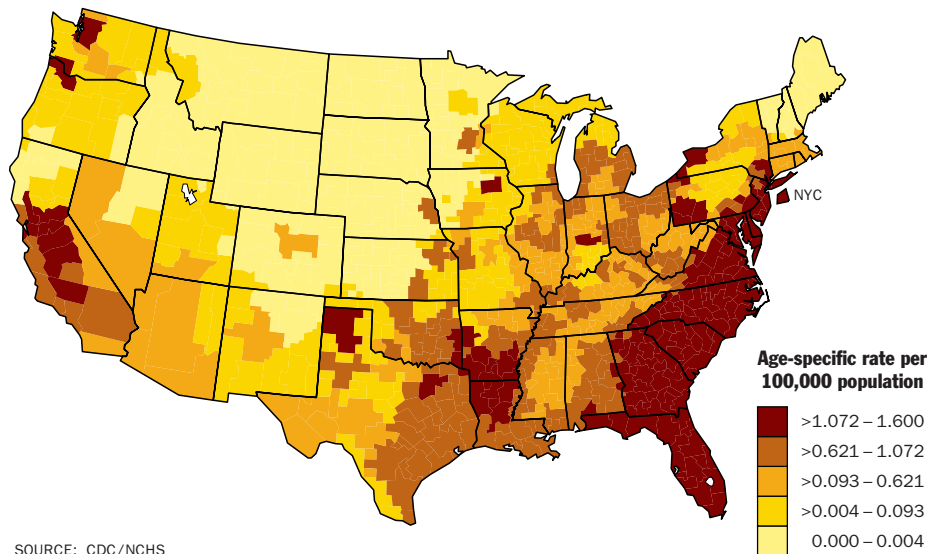 NYC
Age-specific rate per
100,000 population
>1.072 – 1.600
>0.621 – 1.072
>0.093 – 0.621
>0.004 – 0.093
0.000 – 0.004
SOURCE: CDC/NCHS